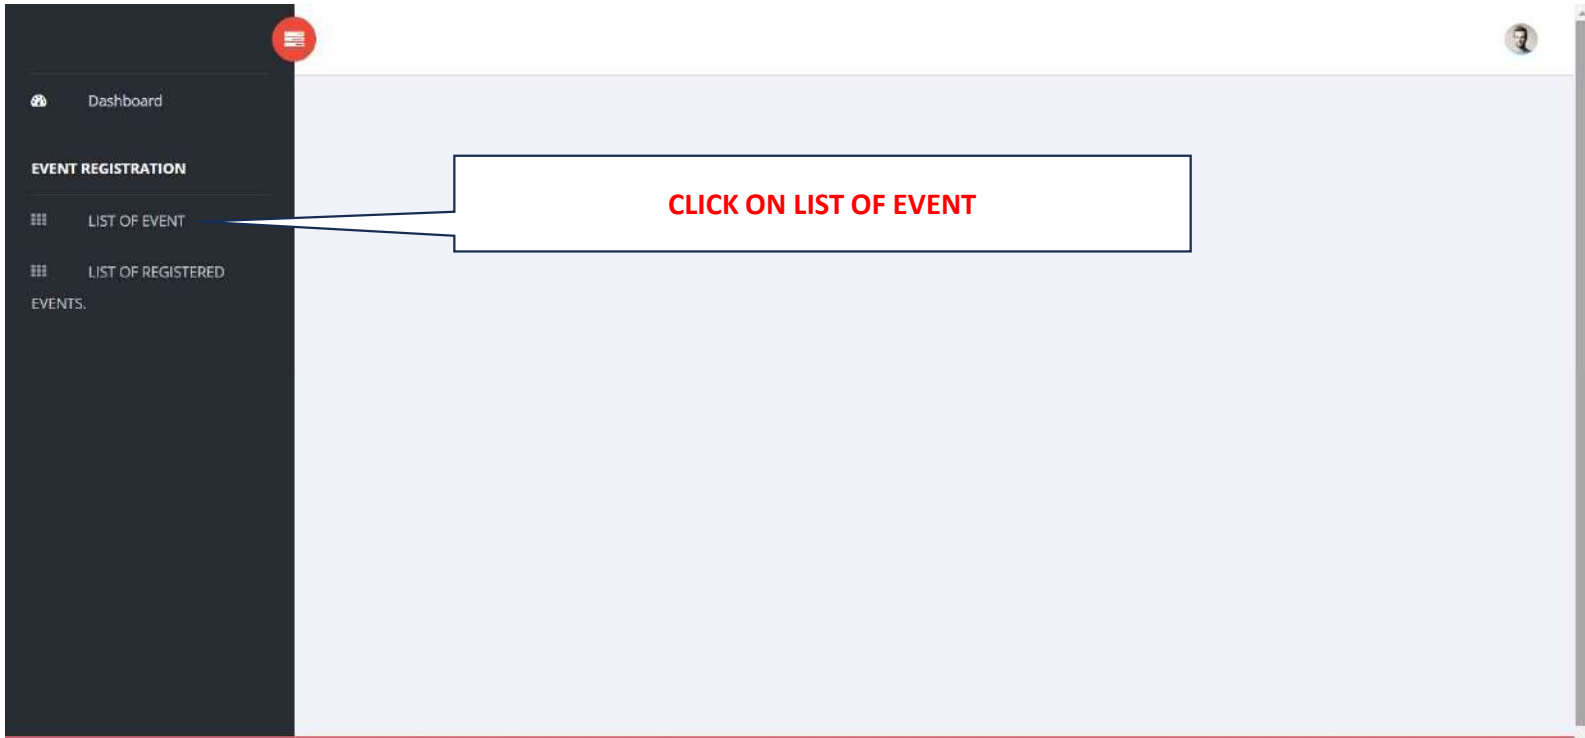 Dashboard
EVENT REGISTRATION
CLICK ON LIST OF EVENT
LIST OF EVENT
LIST OF REGISTERED
EVENTS.